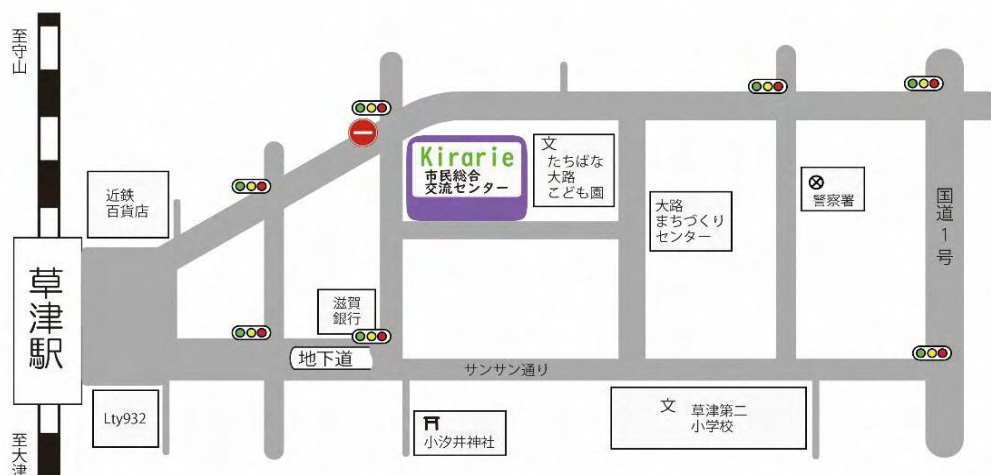 至守山
近鉄
百貨店
草津駅
Lty932
至大津
滋賀
銀行
地下道
Kirarie
市民総合
交流センター
文
たちばな
大路
こども園
大路
まちづくり
センター
警察署
国道1号
サンサン通り
小汐井神社
文 草津第二
小学校